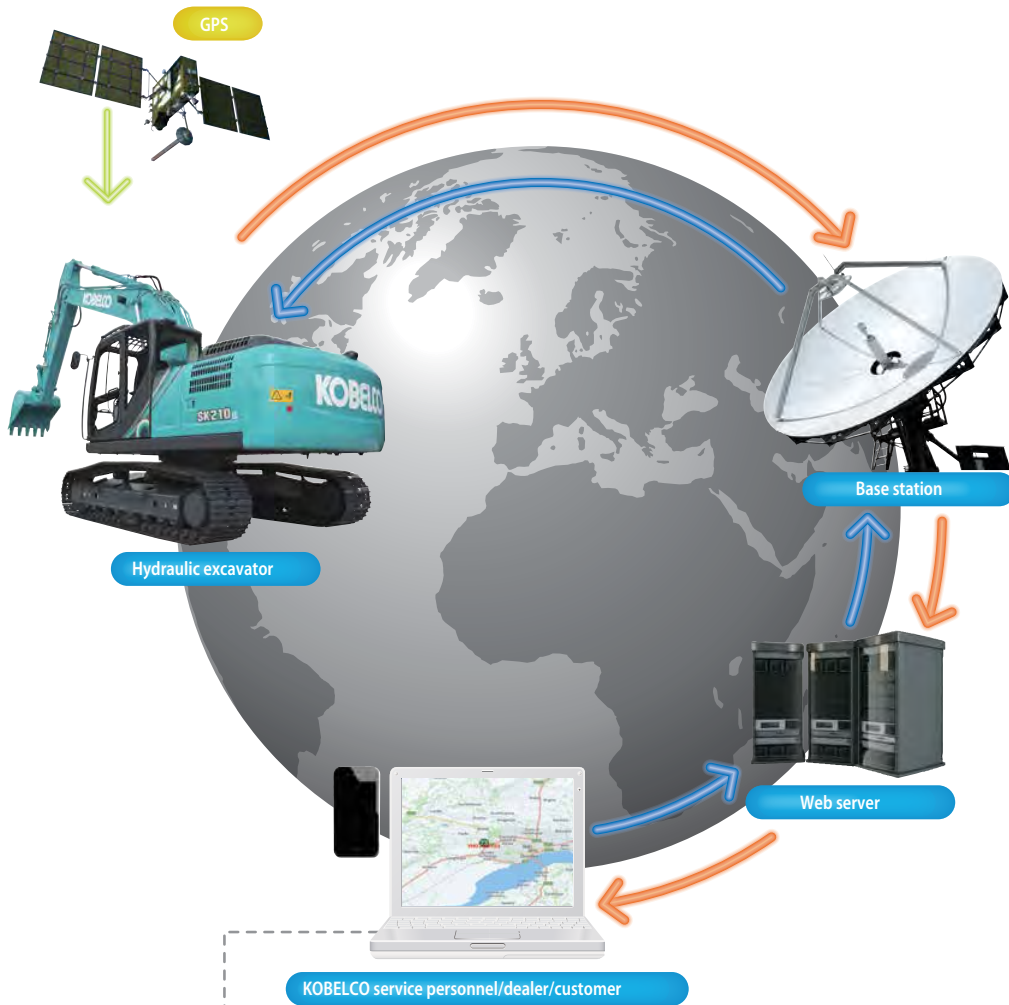 GPS
KOBELCO
KOBELCO
SK210
Hydraulic excavator
Base station
Web server
KOBELCO service personnel/dealer/customer